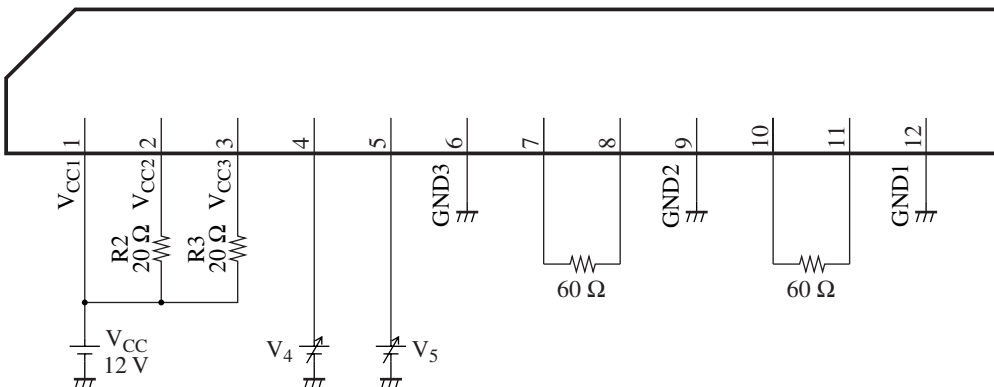 1 2 3 4 5 6 7 8 9 10 11 12
VCC1 VCC2 VCC3 GND3 GND2 GND1
R2 20 Ω R3 20 Ω
60 Ω 60 Ω
VCC 12 V V4 V5